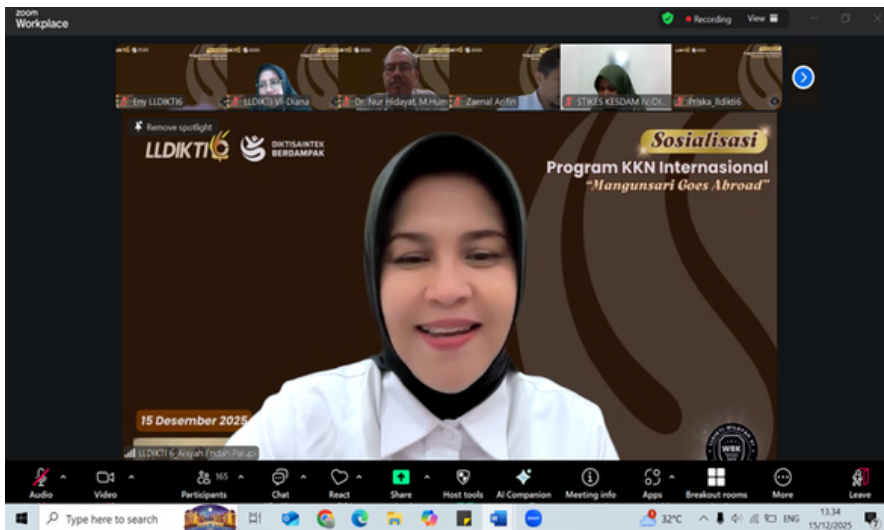 zoom
Workplace
Recording
View
Eny LLDIKTI6
LLDIKTI VI-Diana
Dr. Nur Hidayat, M.Hum
Zaenal Arifin
STIKES KESDAM IV/DI...
Priska_lldikti6
Remove spotlight
LLDIKTI 6
DIKTISAINTEK
BERDAMPAK
Sosialisasi
Program KKN Internasional
"Mangunsari Goes Abroad"
15 Desember 2025
LLDIKTI 6_Aisyah Endah Palupi
WBK
Audio
Video
165
Participants
Chat
React
Share
Host tools
AI Companion
Meeting info
Apps
Breakout rooms
More
Leave
Type here to search
32°C
ENG
13.34
15/12/2025